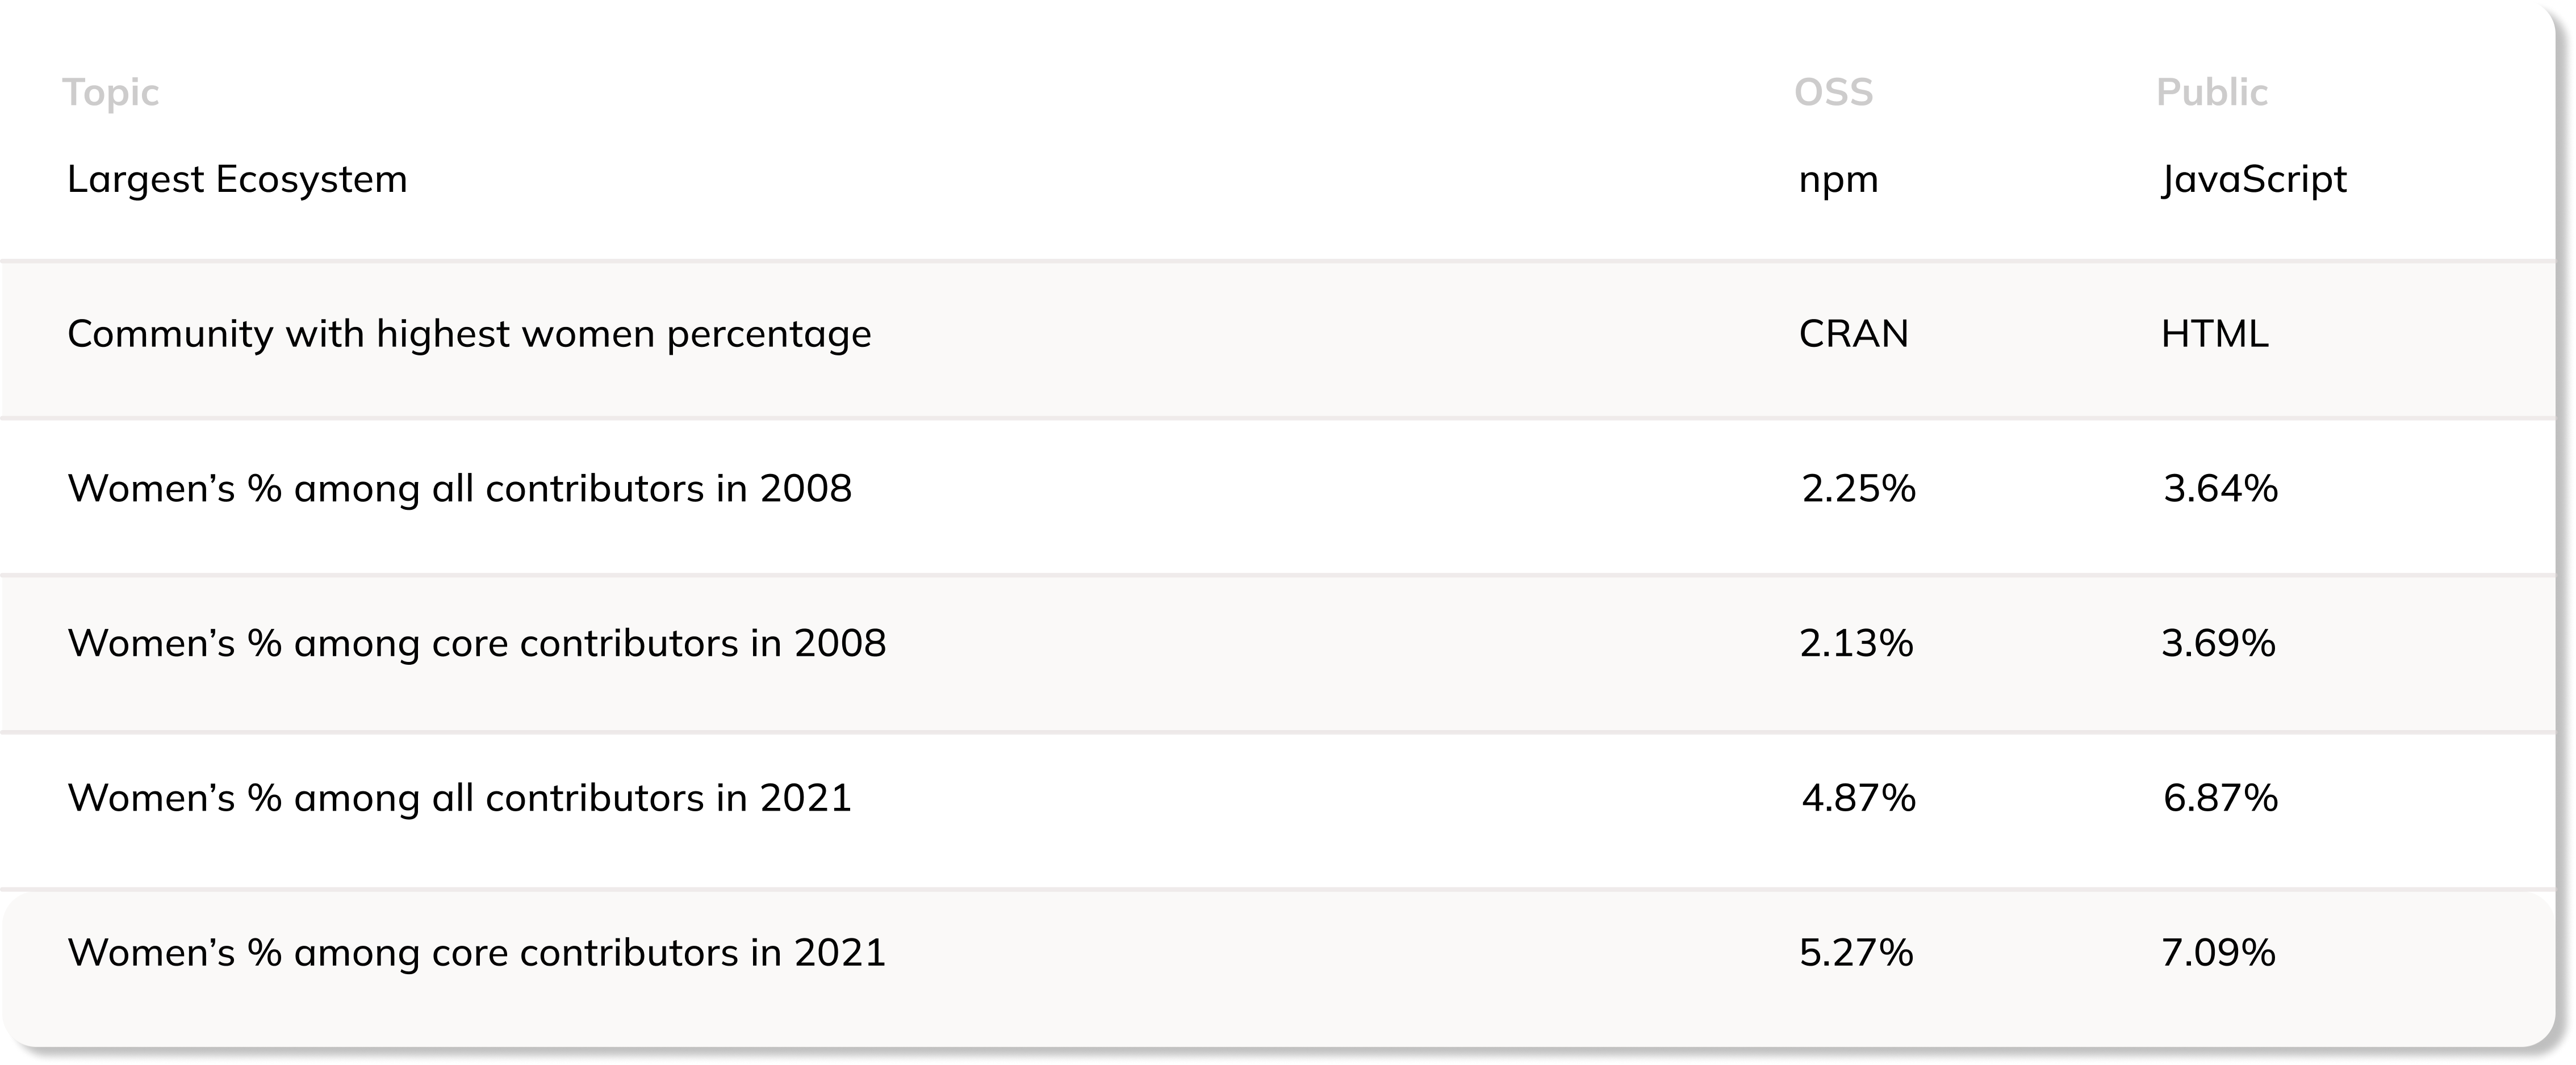 Topic OSS Public
Largest Ecosystem npm JavaScript
Community with highest women percentage CRAN HTML
Women’s % among all contributors in 2008 2.25% 3.64%
Women’s % among core contributors in 2008 2.13% 3.69%
Women’s % among all contributors in 2021 4.87% 6.87%
Women’s % among core contributors in 2021 5.27% 7.09%